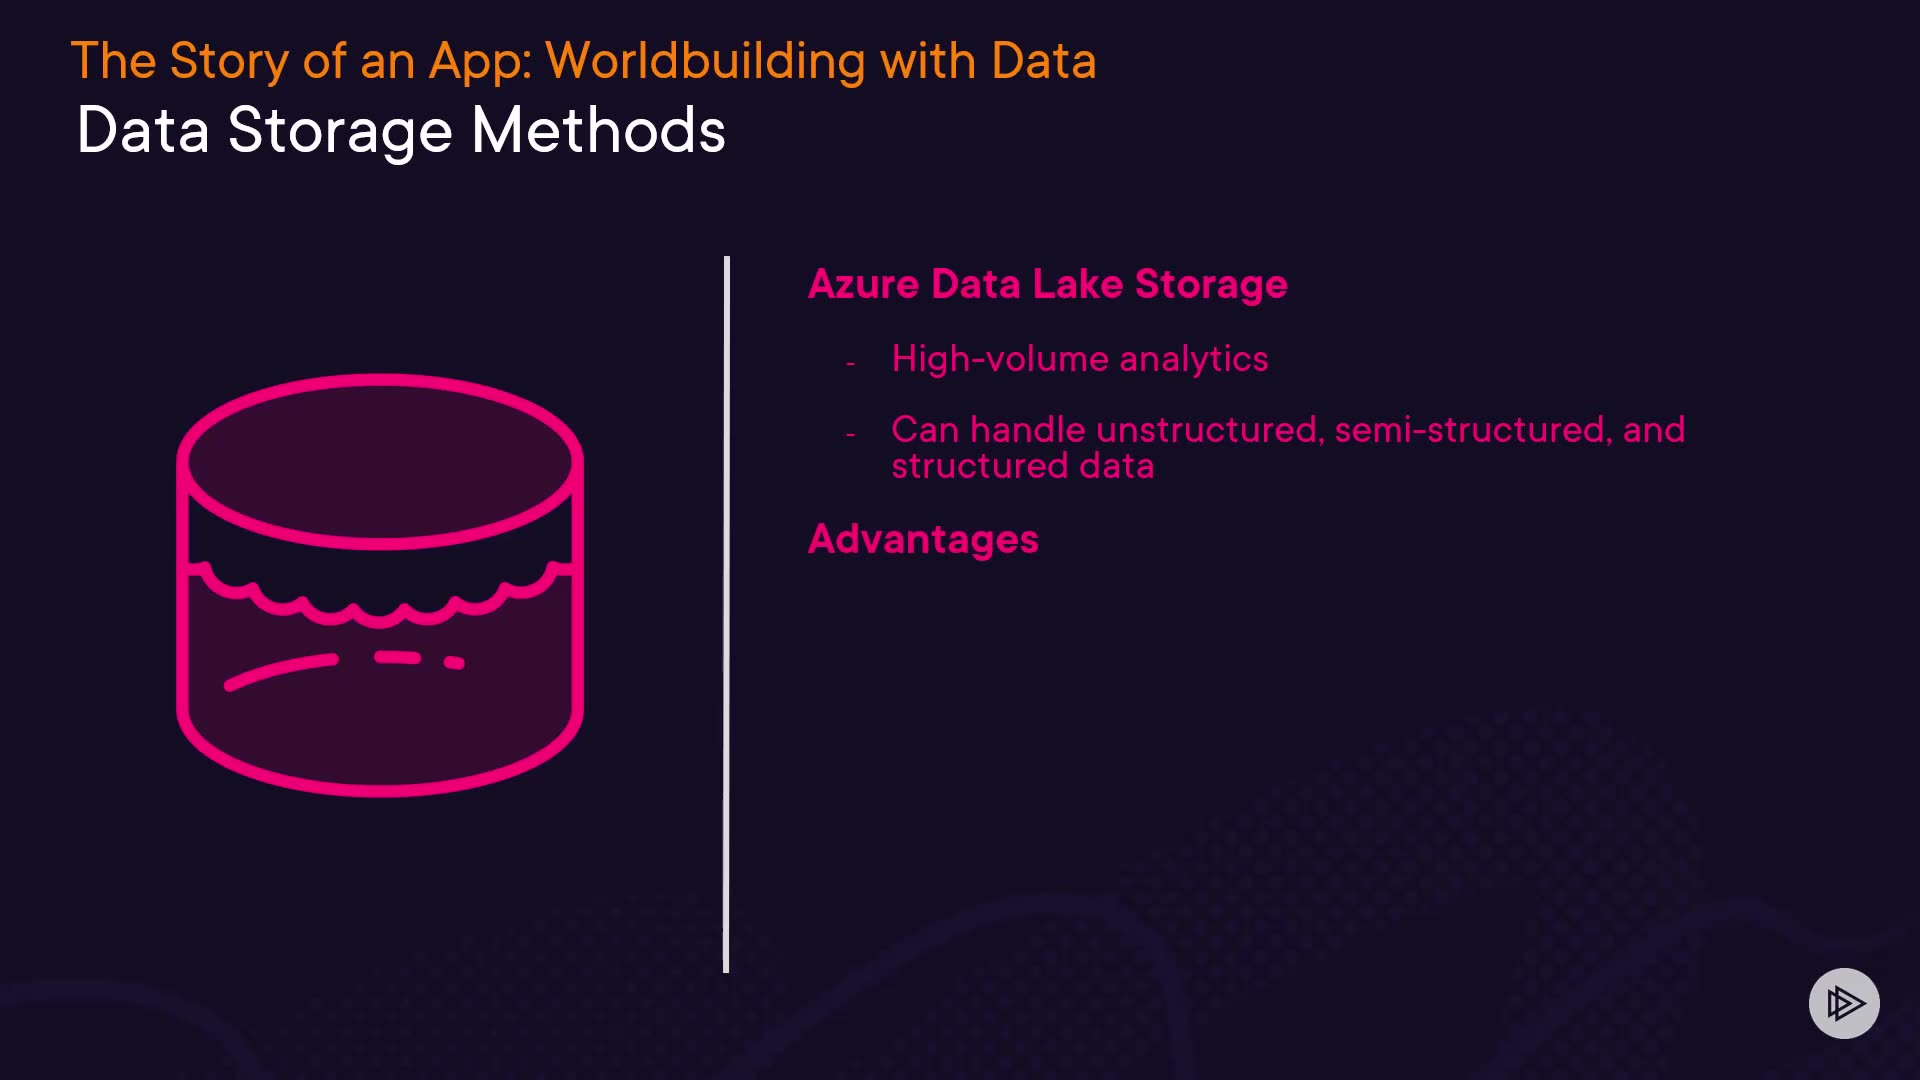 The Story of an App: Worldbuilding with Data
Data Storage Methods
Azure Data Lake Storage
- High-volume analytics
- Can handle unstructured, semi-structured, and
structured data
Advantages